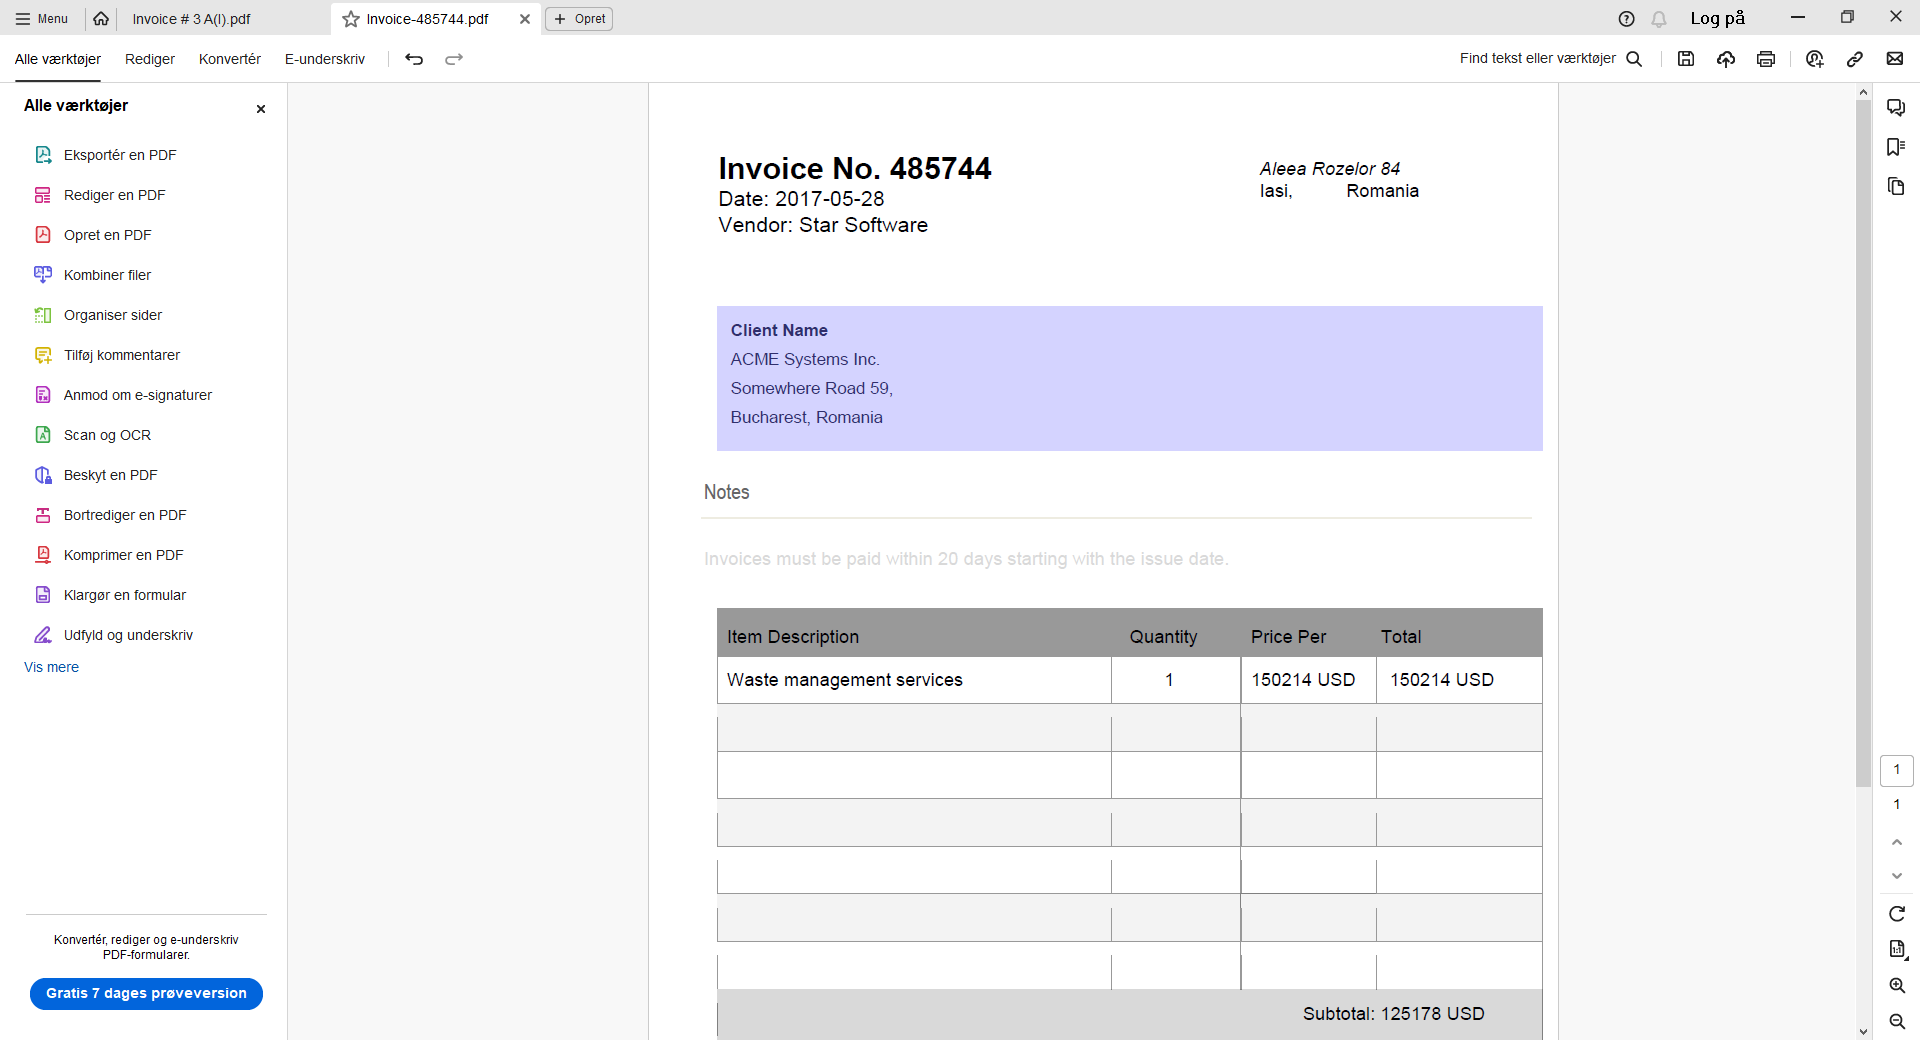 Menu
Invoice # 3 A(I).pdf
Invoice-485744.pdf
Opret
Log på
Alle værktøjer
Rediger
Konvertér
E-underskriv
Find tekst eller værktøjer
Alle værktøjer
Eksportér en PDF
Rediger en PDF
Opret en PDF
Kombiner filer
Organiser sider
Tilføj kommentarer
Anmod om e-signaturer
Scan og OCR
Beskyt en PDF
Bortrediger en PDF
Komprimer en PDF
Klargør en formular
Udfyld og underskriv
Vis mere
Konvertér, rediger og e-underskriv
PDF-formularer.
Gratis 7 dages prøveversion
Invoice No. 485744
Date: 2017-05-28
Vendor: Star Software
Aleea Rozelor 84
Iasi, Romania
Client Name
ACME Systems Inc.
Somewhere Road 59,
Bucharest, Romania
Notes
Invoices must be paid within 20 days starting with the issue date.
Item Description Quantity Price Per Total
Waste management services 1 150214 USD 150214 USD
Subtotal: 125178 USD
1
1